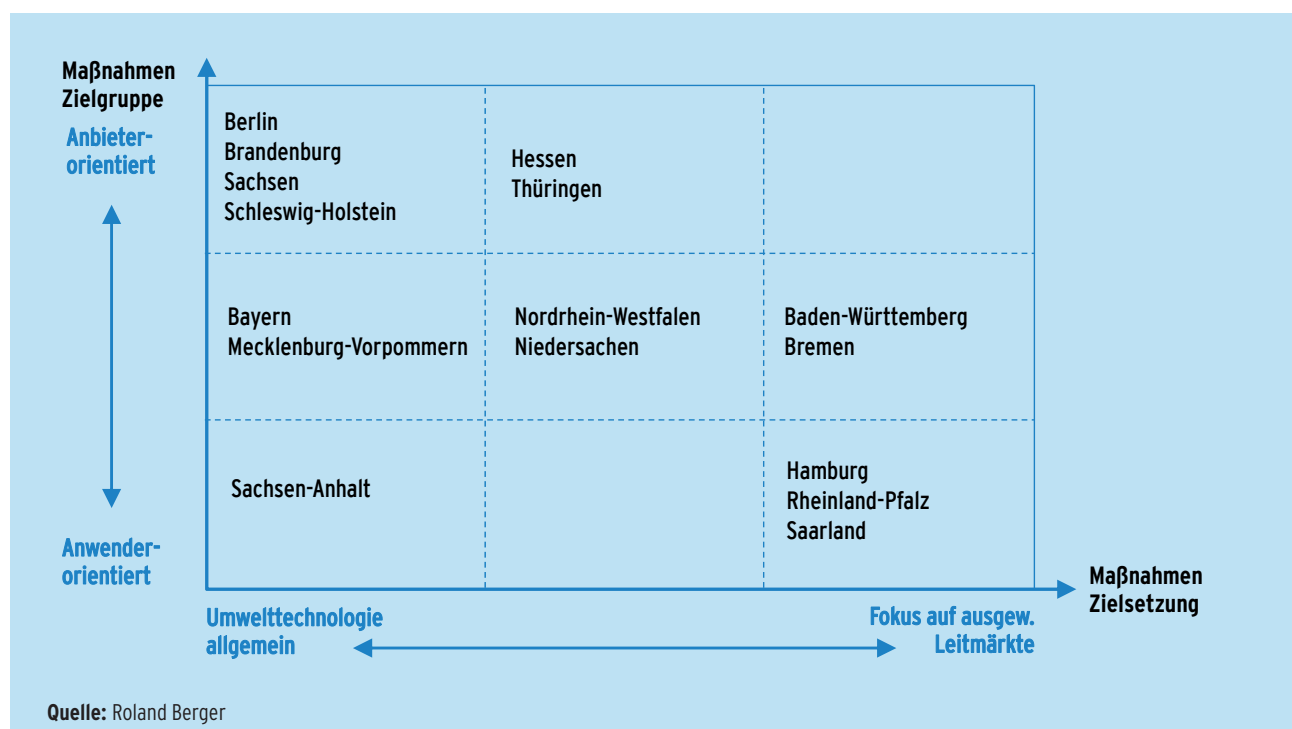 Maßnahmen
Zielgruppe
Anbieter-
orientiert
Berlin
Brandenburg
Sachsen
Schleswig-Holstein
Hessen
Thüringen
Bayern
Mecklenburg-Vorpommern
Nordrhein-Westfalen
Niedersachen
Baden-Württemberg
Bremen
Sachsen-Anhalt
Hamburg
Rheinland-Pfalz
Saarland
Anwender-
orientiert
Maßnahmen
Zielsetzung
Umwelttechnologie
allgemein
Fokus auf ausgew.
Leitmärkte
Quelle: Roland Berger